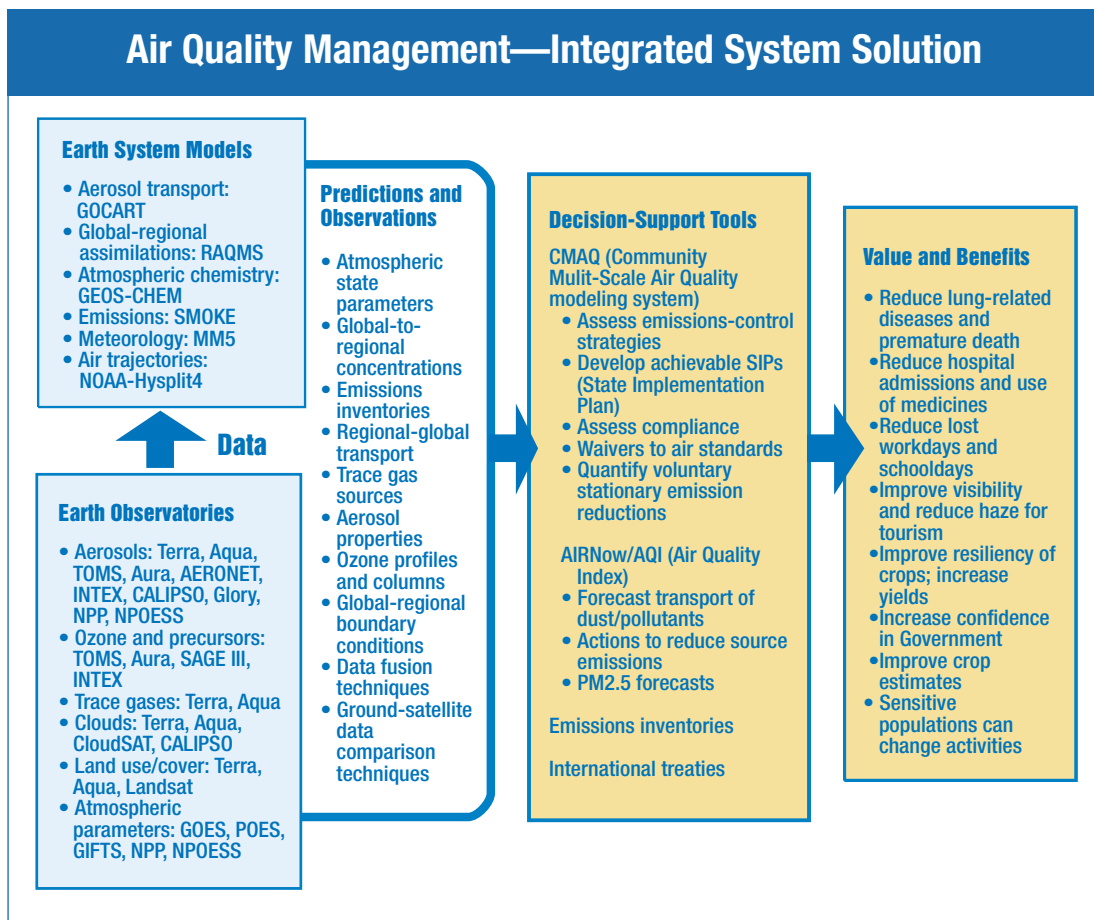 Air Quality Management—Integrated System Solution
Earth System Models
• Aerosol transport:
GOCART
• Global-regional
assimilations: RAQMS
• Atmospheric chemistry:
GEOS-CHEM
• Emissions: SMOKE
• Meteorology: MM5
• Air trajectories:
NOAA-Hysplit4
Data
Earth Observatories
• Aerosols: Terra, Aqua,
TOMS, Aura, AERONET,
INTEX, CALIPSO, Glory,
NPP, NPOESS
• Ozone and precursors:
TOMS, Aura, SAGE III,
INTEX
• Trace gases: Terra, Aqua
• Clouds: Terra, Aqua,
CloudSAT, CALIPSO
• Land use/cover: Terra,
Aqua, Landsat
• Atmospheric
parameters: GOES, POES,
GIFTS, NPP, NPOESS
Predictions and
Observations
• Atmospheric
state
parameters
• Global-to-
regional
concentrations
• Emissions
inventories
• Regional-global
transport
• Trace gas
sources
• Aerosol
properties
• Ozone profiles
and columns
• Global-regional
boundary
conditions
• Data fusion
techniques
• Ground-satellite
data
comparison
techniques
Decision-Support Tools
CMAQ (Community
Mulit-Scale Air Quality
modeling system)
• Assess emissions-control
strategies
• Develop achievable SIPs
(State Implementation
Plan)
• Assess compliance
• Waivers to air standards
• Quantify voluntary
stationary emission
reductions
AIRNow/AQI (Air Quality
Index)
• Forecast transport of
dust/pollutants
• Actions to reduce source
emissions
• PM2.5 forecasts
Emissions inventories
International treaties
Value and Benefits
• Reduce lung-related
diseases and
premature death
•Reduce hospital
admissions and use
of medicines
•Reduce lost
workdays and
schooldays
•Improve visibility
and reduce haze for
tourism
•Improve resiliency of
crops; increase
yields
•Increase confidence
in Government
•Improve crop
estimates
• Sensitive
populations can
change activities